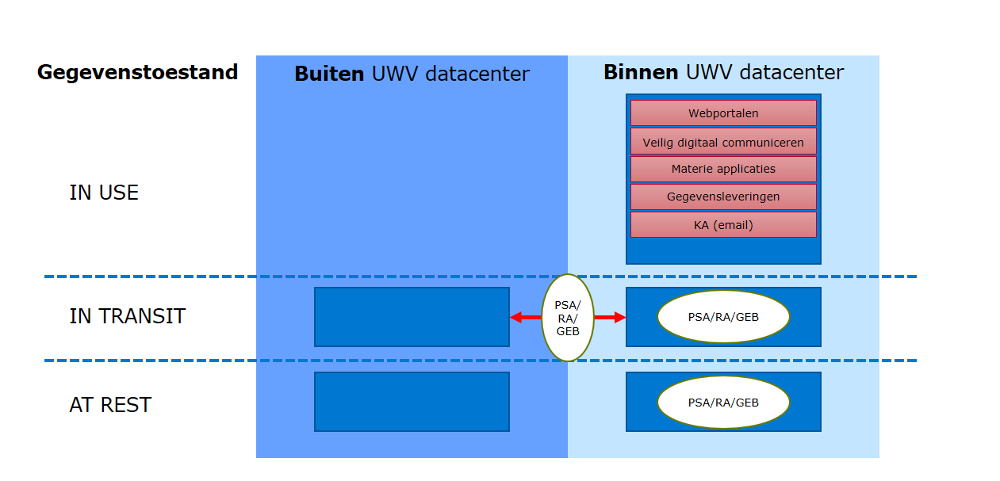 Gegevenstoestand
Buiten UWV datacenter
Binnen UWV datacenter
Webportalen
Veilig digitaal communiceren
Materie applicaties
Gegevensleveringen
KA (email)
IN USE
IN TRANSIT
PSA/
RA/
GEB
PSA/RA/GEB
AT REST
PSA/RA/GEB